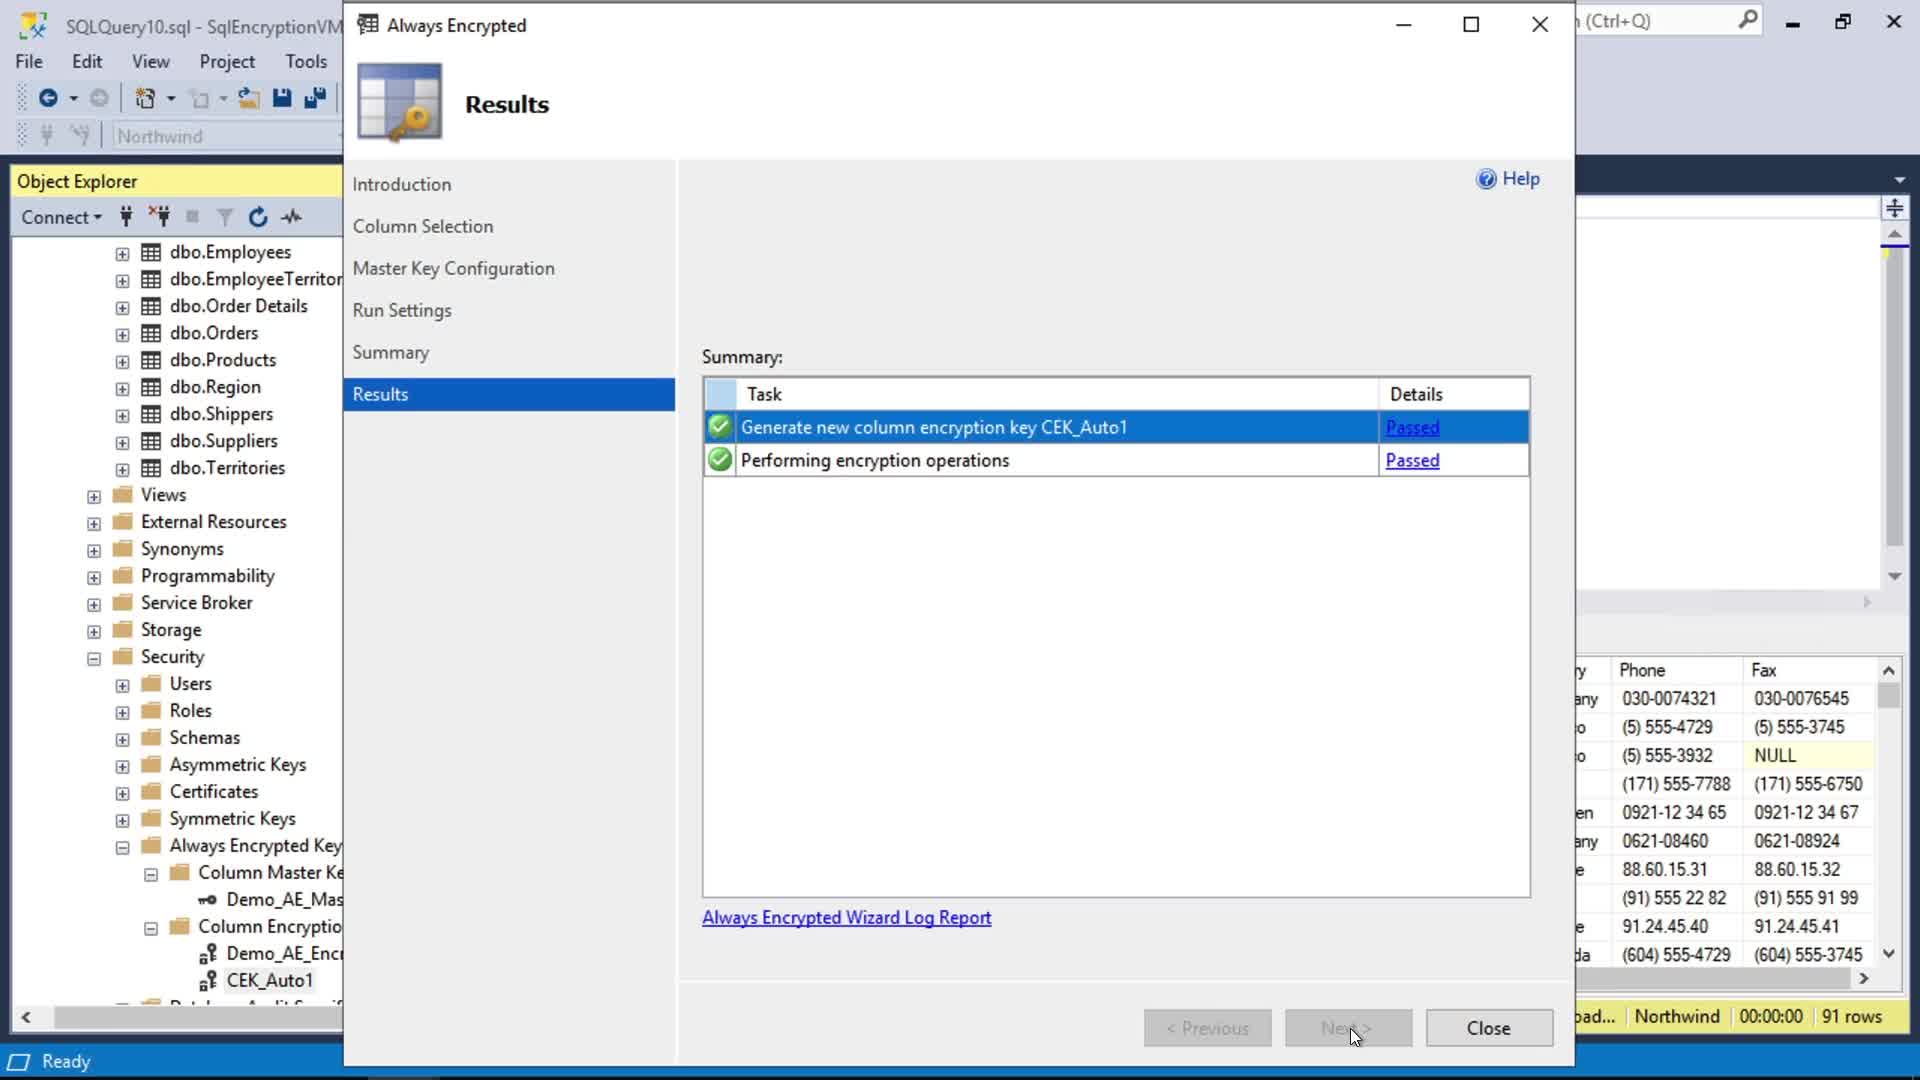 SQLQuery10.sql - SqlEncryptionVM
Always Encrypted
(Ctrl+Q)
File Edit View Project Tools
Results
Northwind
Object Explorer
Connect
dbo.Employees
dbo.EmployeeTerritor
dbo.Order Details
dbo.Orders
dbo.Products
dbo.Region
dbo.Shippers
dbo.Suppliers
dbo.Territories
Views
External Resources
Synonyms
Programmability
Service Broker
Storage
Security
Users
Roles
Schemas
Asymmetric Keys
Certificates
Symmetric Keys
Always Encrypted Key
Column Master Ke
Demo_AE_Mas
Column Encryptio
Demo_AE_Encr
CEK_Auto1
Introduction
Column Selection
Master Key Configuration
Run Settings
Summary
Results
Help
Summary:
Task Details
Generate new column encryption key CEK_Auto1 Passed
Performing encryption operations Passed
Always Encrypted Wizard Log Report
< Previous Next > Close
ry Phone Fax
any 030-0074321 030-0076545
o (5) 555-4729 (5) 555-3745
o (5) 555-3932 NULL
(171) 555-7788 (171) 555-6750
en 0921-12 34 65 0921-12 34 67
any 0621-08460 0621-08924
e 88.60.15.31 88.60.15.32
(91) 555 22 82 (91) 555 91 99
e 91.24.45.40 91.24.45.41
da (604) 555-4729 (604) 555-3745
oad... Northwind 00:00:00 91 rows
Ready